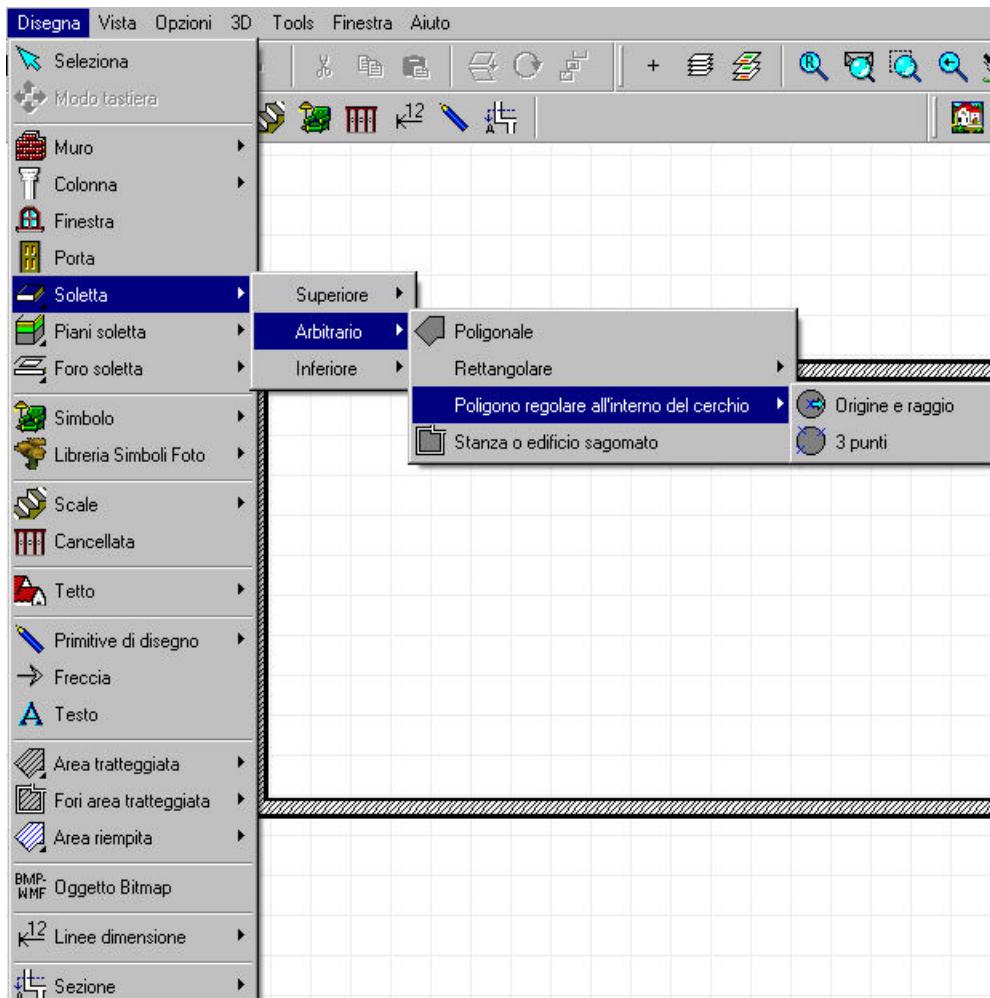 Disegna Vista Opzioni 3D Tools Finestra Aiuto
Seleziona
Modo tastiera
12
Muro
Colonna
Finestra
Porta
Soletta
Superiore
Piani soletta
Arbitrario
Poligonale
Foro soletta
Inferiore
Rettangolare
Poligono regolare all'interno del cerchio
Origine e raggio
Simbolo
Stanza o edificio sagomato
3 punti
Libreria Simboli Foto
Scale
Cancellata
Tetto
Primitive di disegno
Freccia
A Testo
Area tratteggiata
Fori area tratteggiata
Area riempita
BMP-
WMF Oggetto Bitmap
12 Linee dimensione
Sezione